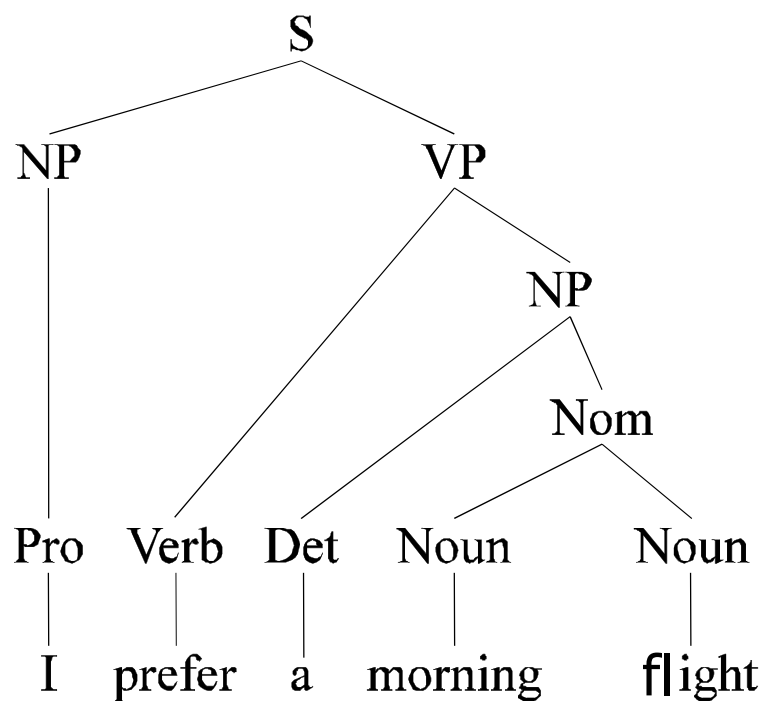 S
NP VP
NP
Nom
Pro Verb Det Noun Noun
I prefer a morning flight